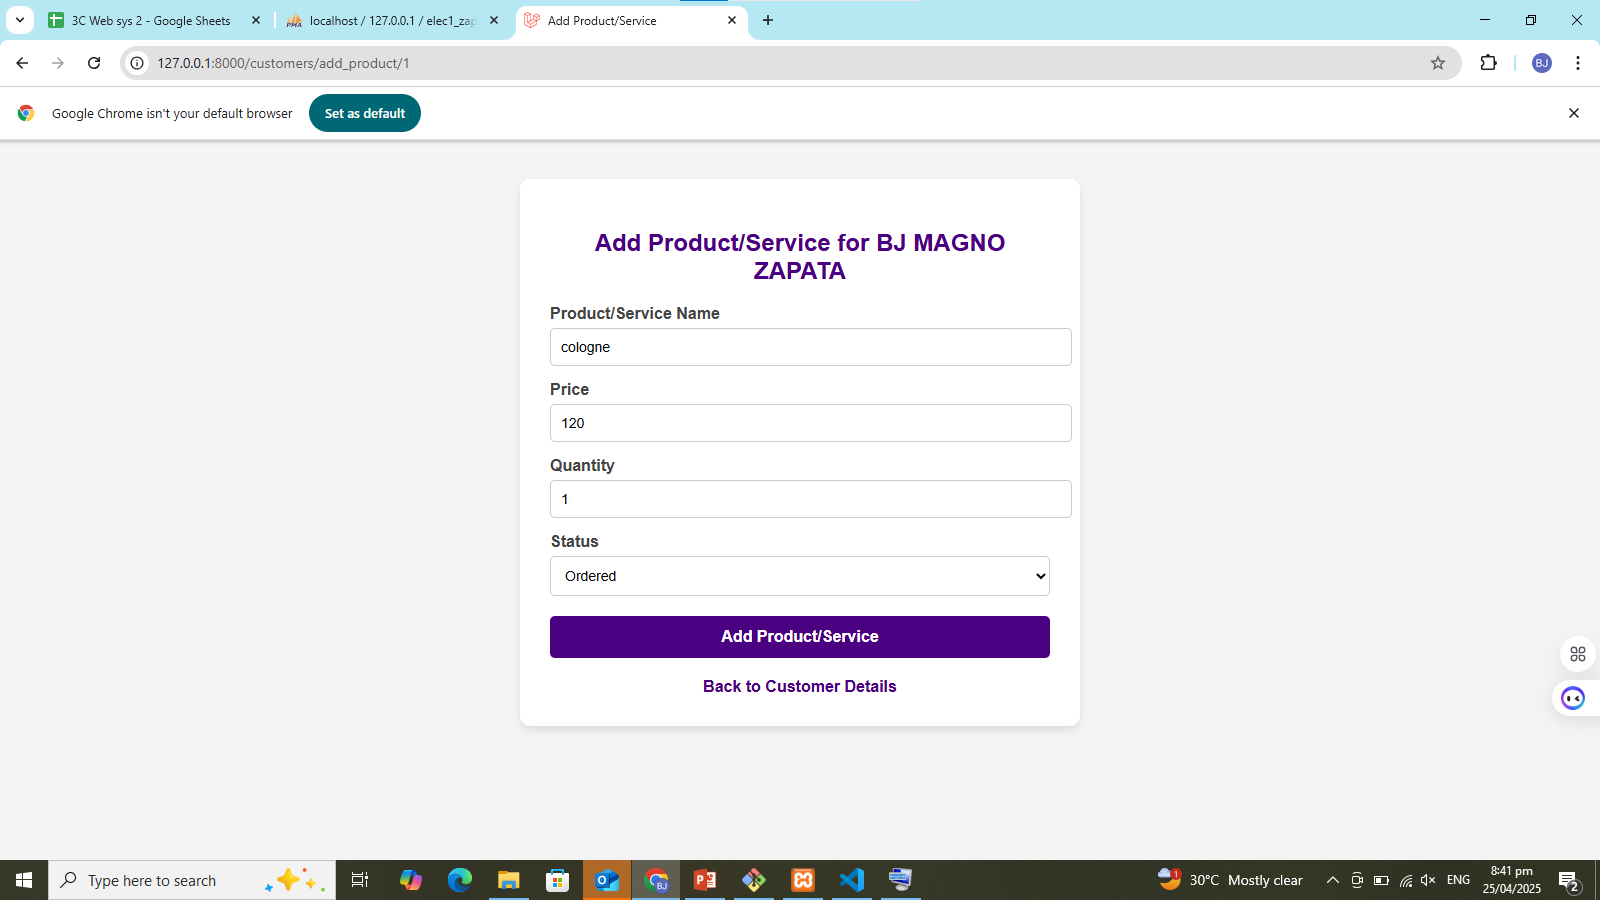 3C Web sys 2 - Google Sheets
localhost / 127.0.0.1 / elec1_zap
Add Product/Service
127.0.0.1:8000/customers/add_product/1
BJ
Google Chrome isn't your default browser
Set as default
Add Product/Service for BJ MAGNO
ZAPATA
Product/Service Name
cologne
Price
120
Quantity
1
Status
Ordered
Add Product/Service
Back to Customer Details
Type here to search
BJ
1
30°C Mostly clear
ENG
8:41 pm
25/04/2025
2